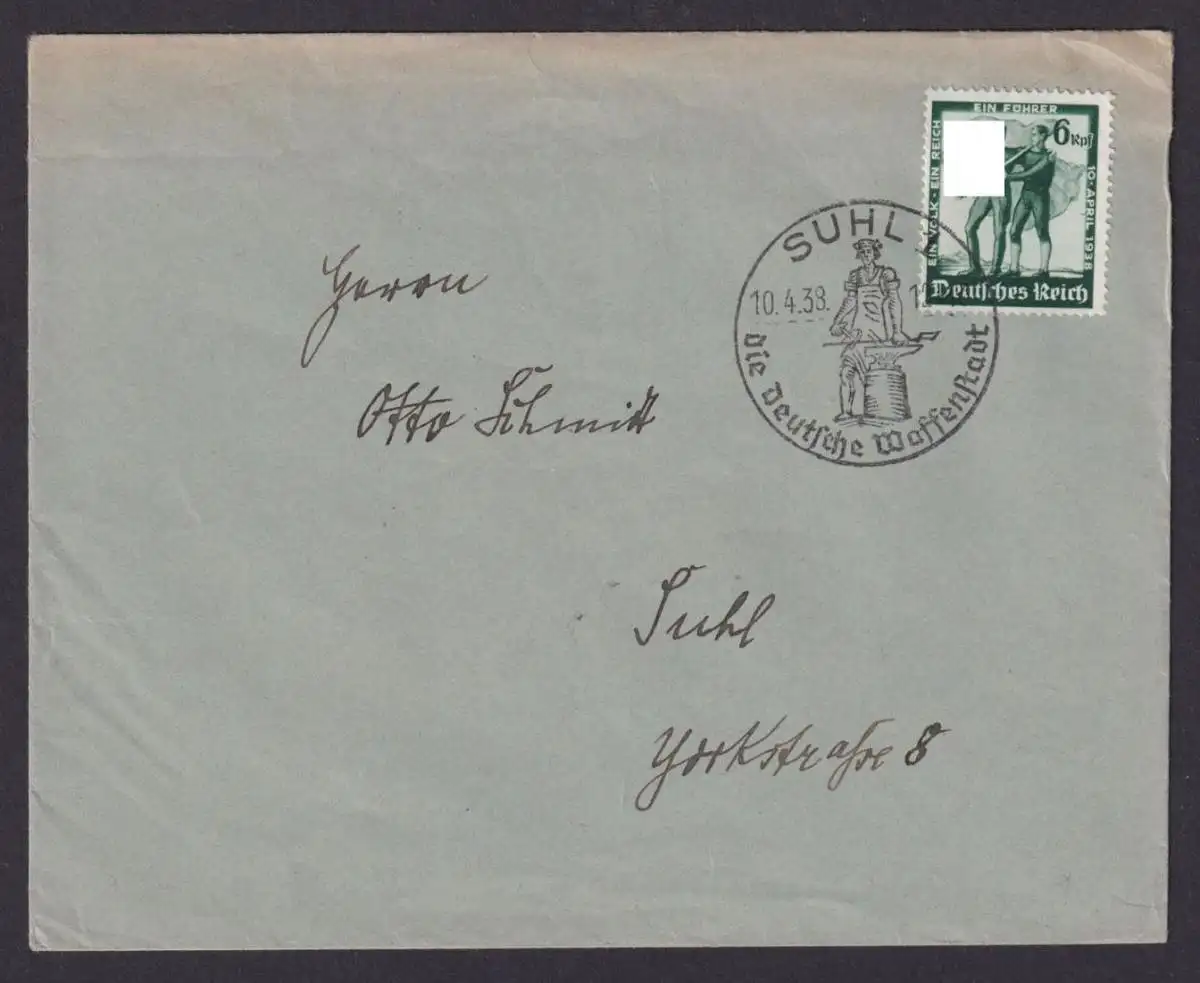 EIN VOLK · EIN REICH
EIN FÜHRER
10. APRIL 1938
6 Rpf
Deutsches Reich
SUHL
10.4.38.
die deutsche Waffenstadt
Herrn
Otto Schmidt
Suhl
Yorkstraße 8